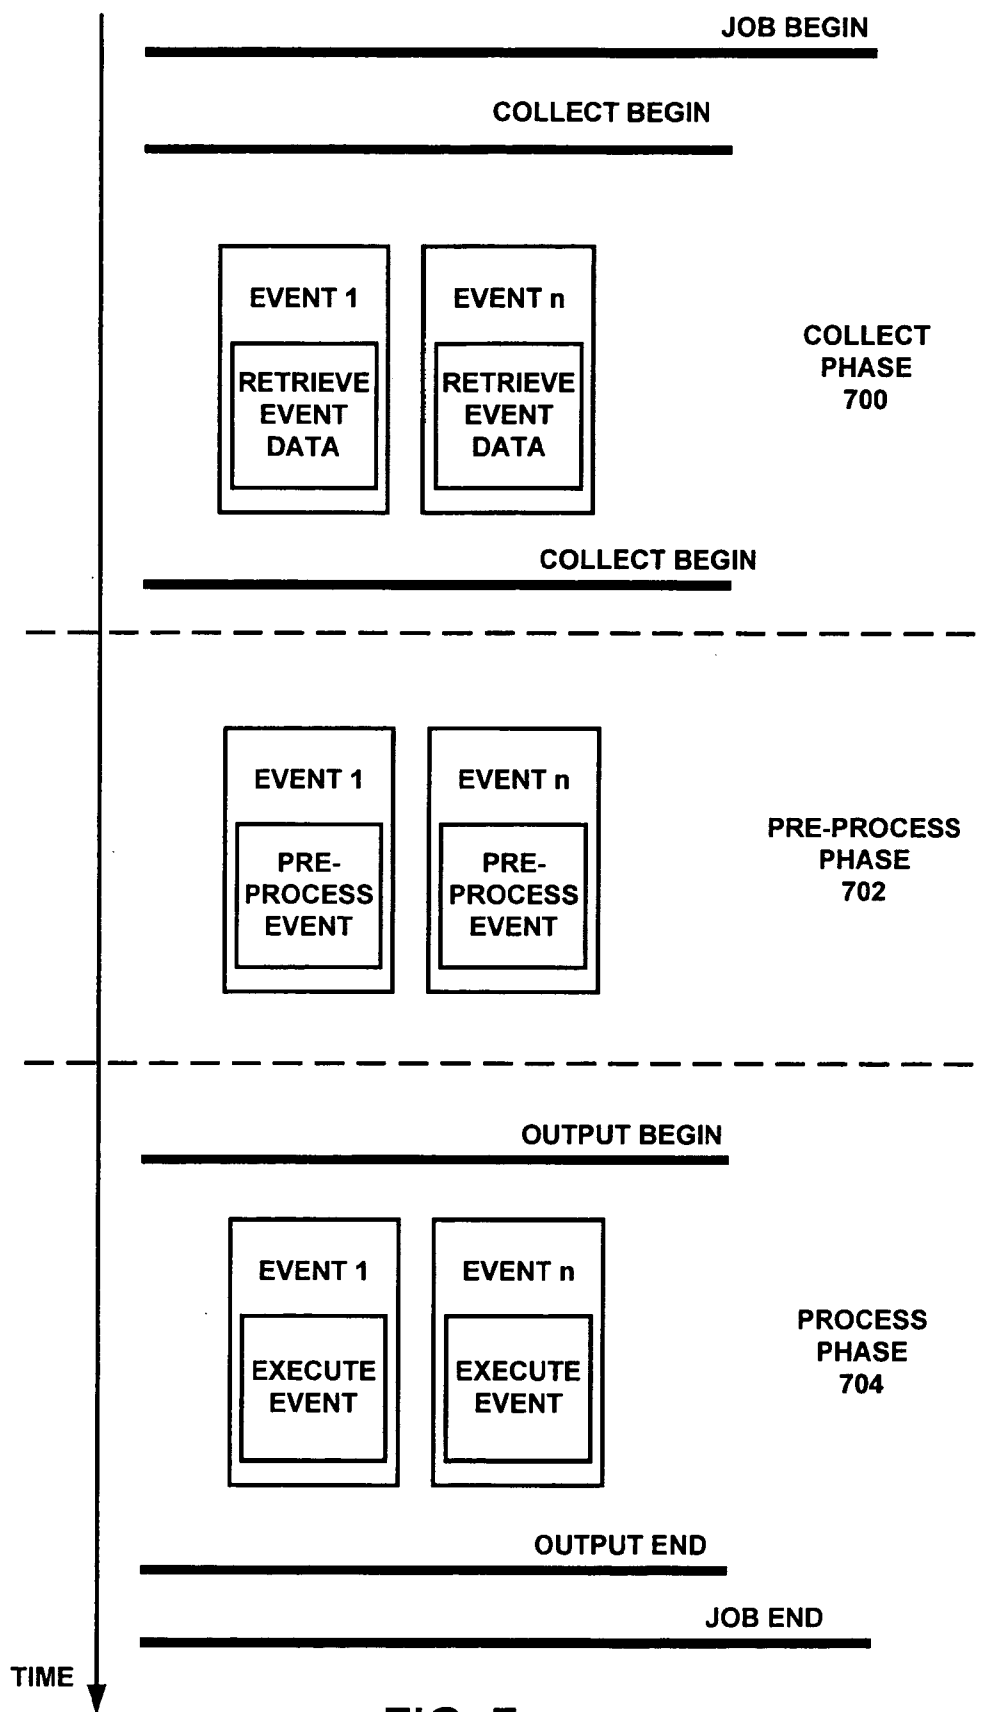 JOB BEGIN
COLLECT BEGIN
EVENT 1
RETRIEVE
EVENT
DATA
EVENT n
RETRIEVE
EVENT
DATA
COLLECT
PHASE
700
COLLECT BEGIN
EVENT 1
PRE-
PROCESS
EVENT
EVENT n
PRE-
PROCESS
EVENT
PRE-PROCESS
PHASE
702
OUTPUT BEGIN
EVENT 1
EXECUTE
EVENT
EVENT n
EXECUTE
EVENT
PROCESS
PHASE
704
OUTPUT END
JOB END
TIME